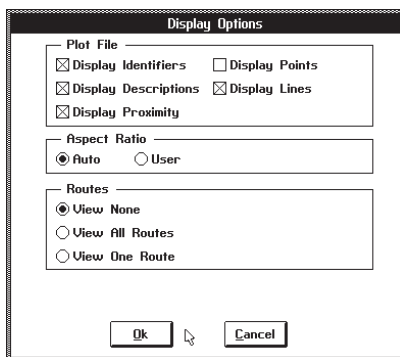 Display Options
Plot File
Display Identifiers Display Points
Display Descriptions Display Lines
Display Proximity
Aspect Ratio
Auto User
Routes
View None
View All Routes
View One Route
Ok Cancel